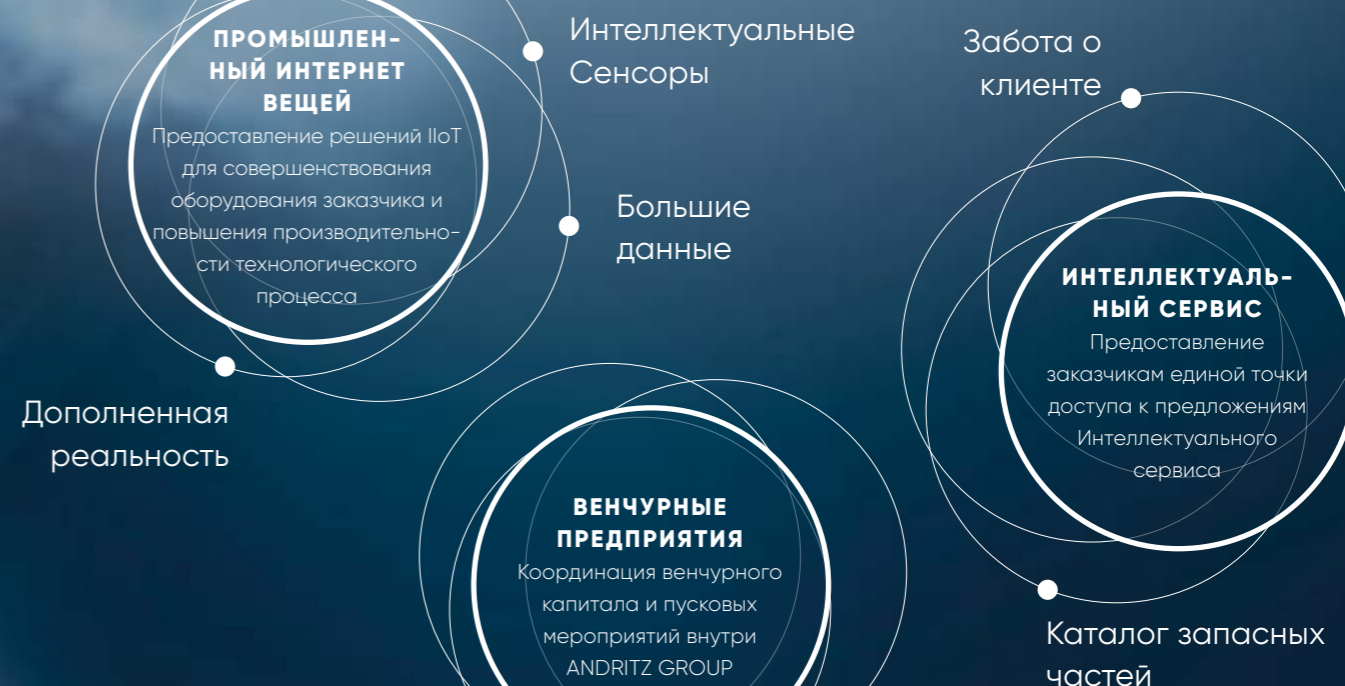 ПРОМЫШЛЕН-
НЫЙ ИНТЕРНЕТ
ВЕЩЕЙ
Предоставление решений IIoT
для совершенствования
оборудования заказчика и
повышения производительно-
сти технологического
процесса
Интеллектуальные
Сенсоры
Большие
данные
Дополненная
реальность
Забота о
клиенте
ИНТЕЛЛЕКТУАЛЬ-
НЫЙ СЕРВИС
Предоставление
заказчикам единой точки
доступа к предложениям
Интеллектуального
сервиса
Каталог запасных
частей
ВЕНЧУРНЫЕ
ПРЕДПРИЯТИЯ
Координация венчурного
капитала и пусковых
мероприятий внутри
ANDRITZ GROUP